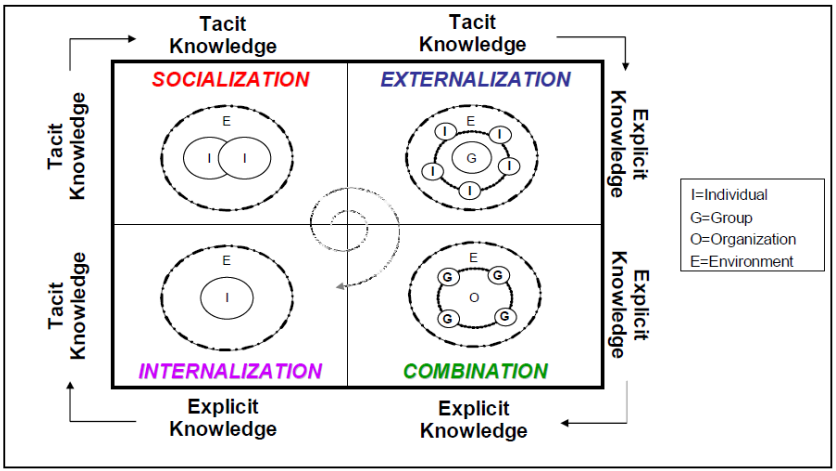 Tacit
Knowledge
Tacit
Knowledge
SOCIALIZATION
EXTERNALIZATION
Tacit
Knowledge
E
I
I
E
I
I
I
I
I
G
Explicit
Knowledge
I=Individual
G=Group
O=Organization
E=Environment
Tacit
Knowledge
E
I
E
G
G
O
G
G
Explicit
Knowledge
INTERNALIZATION
COMBINATION
Explicit
Knowledge
Explicit
Knowledge